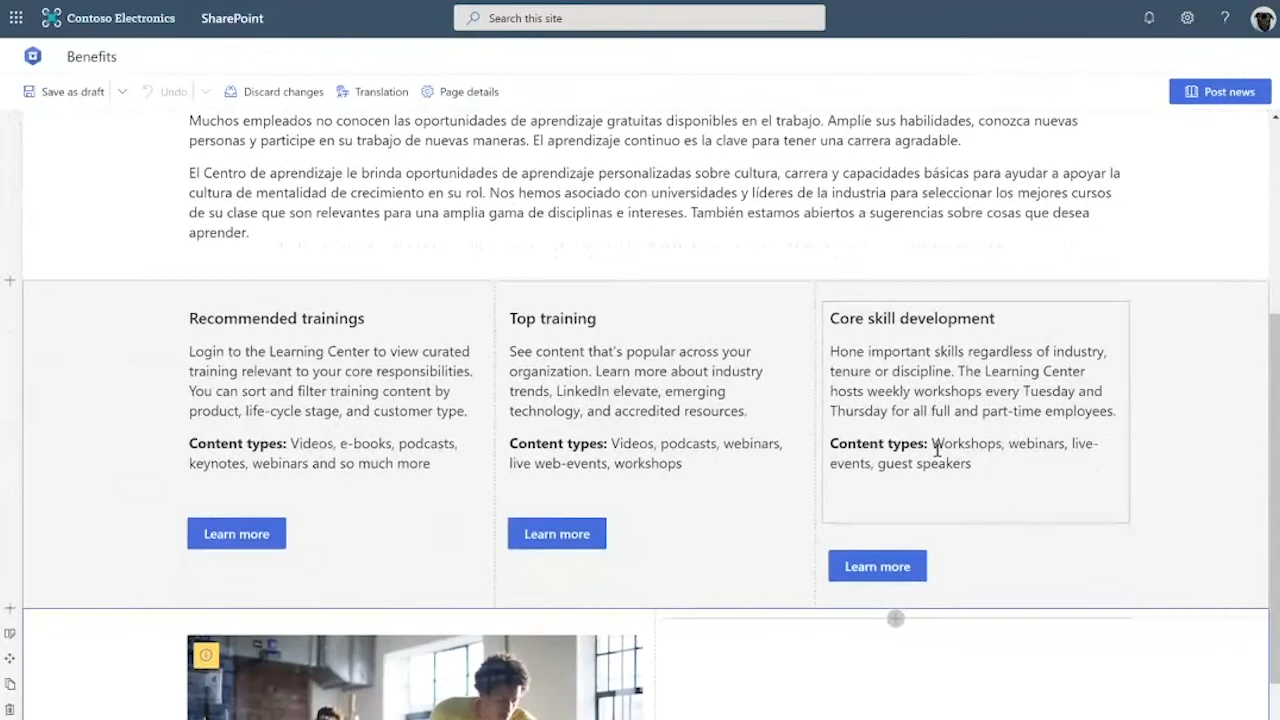 Contoso Electronics
SharePoint
Search this site
?
Benefits
Save as draft
Undo
Discard changes
Translation
Page details
Post news
Muchos empleados no conocen las oportunidades de aprendizaje gratuitas disponibles en el trabajo. Amplíe sus habilidades, conozca nuevas
personas y participe en su trabajo de nuevas maneras. El aprendizaje continuo es la clave para tener una carrera agradable.
El Centro de aprendizaje le brinda oportunidades de aprendizaje personalizadas sobre cultura, carrera y capacidades básicas para ayudar a apoyar la
cultura de mentalidad de crecimiento en su rol. Nos hemos asociado con universidades y líderes de la industria para seleccionar los mejores cursos
de su clase que son relevantes para una amplia gama de disciplinas e intereses. También estamos abiertos a sugerencias sobre cosas que desea
aprender.
Recommended trainings
Login to the Learning Center to view curated
training relevant to your core responsibilities.
You can sort and filter training content by
product, life-cycle stage, and customer type.
Content types: Videos, e-books, podcasts,
keynotes, webinars and so much more
Learn more
Top training
See content that's popular across your
organization. Learn more about industry
trends, LinkedIn elevate, emerging
technology, and accredited resources.
Content types: Videos, podcasts, webinars,
live web-events, workshops
Learn more
Core skill development
Hone important skills regardless of industry,
tenure or discipline. The Learning Center
hosts weekly workshops every Tuesday and
Thursday for all full and part-time employees.
Content types: Workshops, webinars, live-
events, guest speakers
Learn more